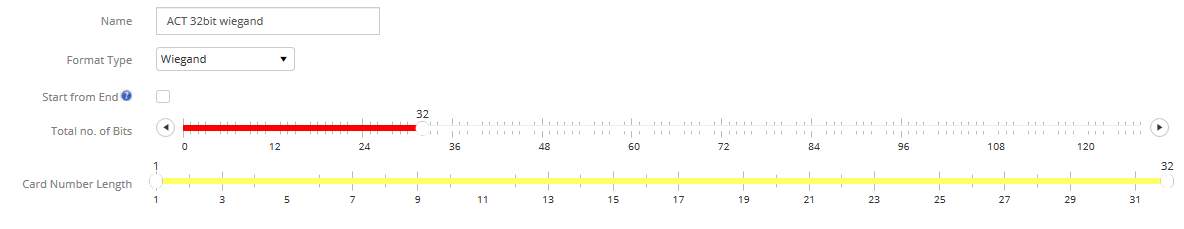 Name ACT 32bit wiegand
Format Type Wiegand
Start from End ?
32
Total no. of Bits
0 12 24 36 48 60 72 84 96 108 120
1 32
Card Number Length
1 3 5 7 9 11 13 15 17 19 21 23 25 27 29 31